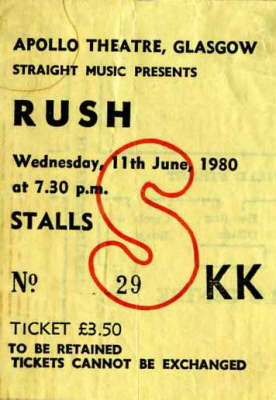 APOLLO THEATRE, GLASGOW
STRAIGHT MUSIC PRESENTS
RUSH
Wednesday, 11th June, 1980
at 7.30 p.m.
STALLS
S
Nº 29 KK
TICKET £3.50
TO BE RETAINED
TICKETS CANNOT BE EXCHANGED